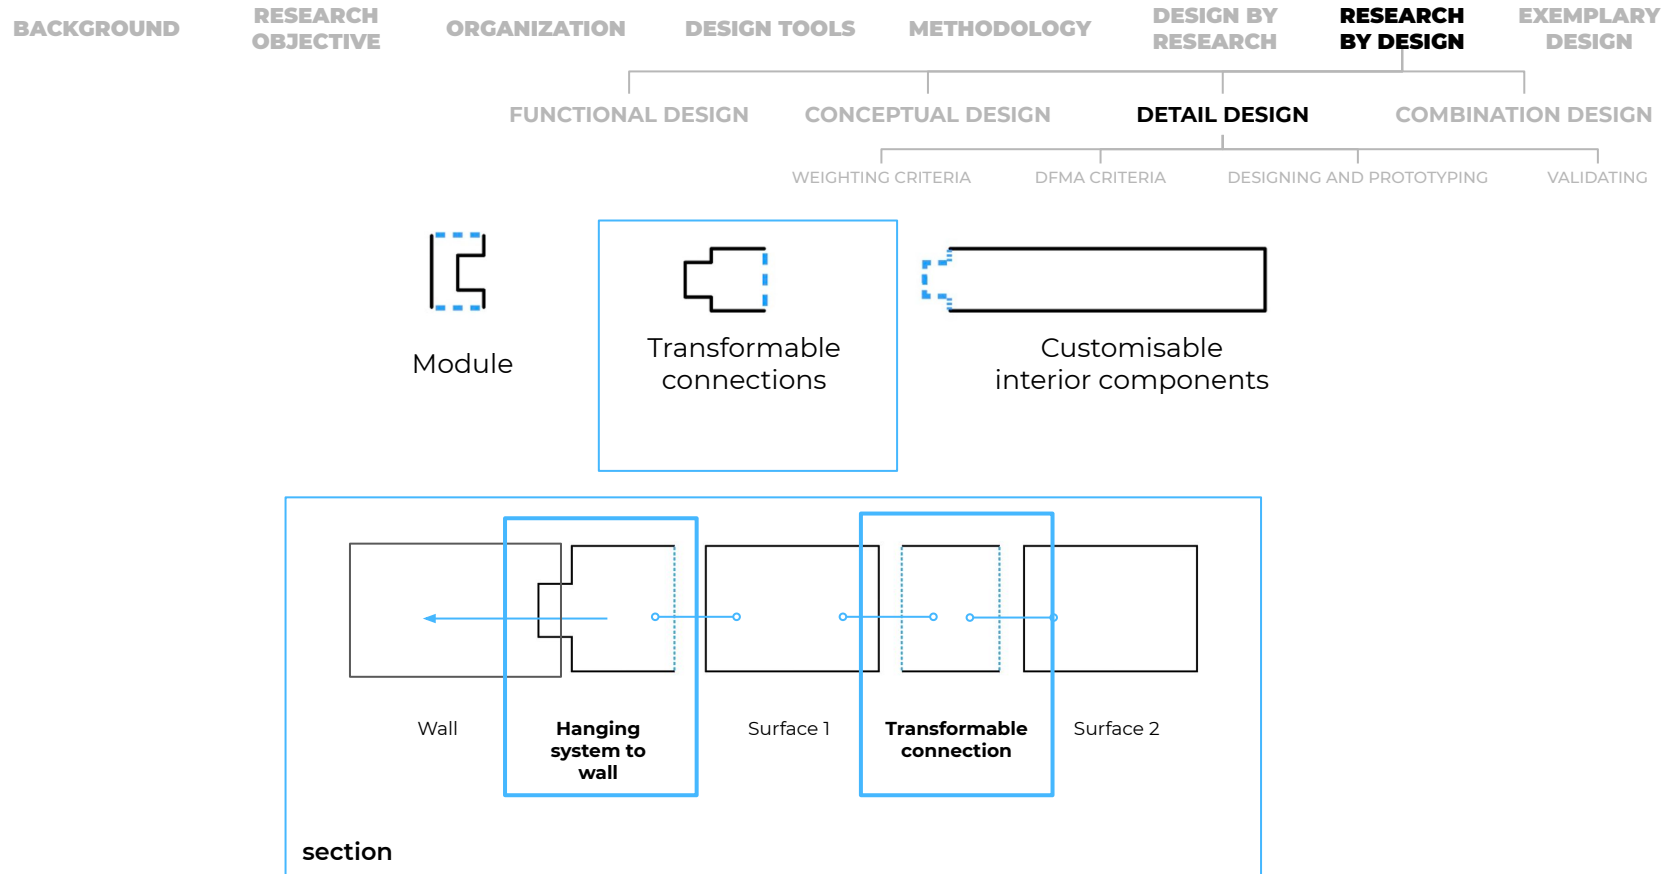 BACKGROUND
RESEARCH
OBJECTIVE
ORGANIZATION
DESIGN TOOLS
METHODOLOGY
DESIGN BY
RESEARCH
RESEARCH
BY DESIGN
EXEMPLARY
DESIGN
FUNCTIONAL DESIGN
CONCEPTUAL DESIGN
DETAIL DESIGN
COMBINATION DESIGN
WEIGHTING CRITERIA
DFMA CRITERIA
DESIGNING AND PROTOTYPING
VALIDATING
Module
Transformable
connections
Customisable
interior components
Wall
Hanging
system to
wall
Surface 1
Transformable
connection
Surface 2
section